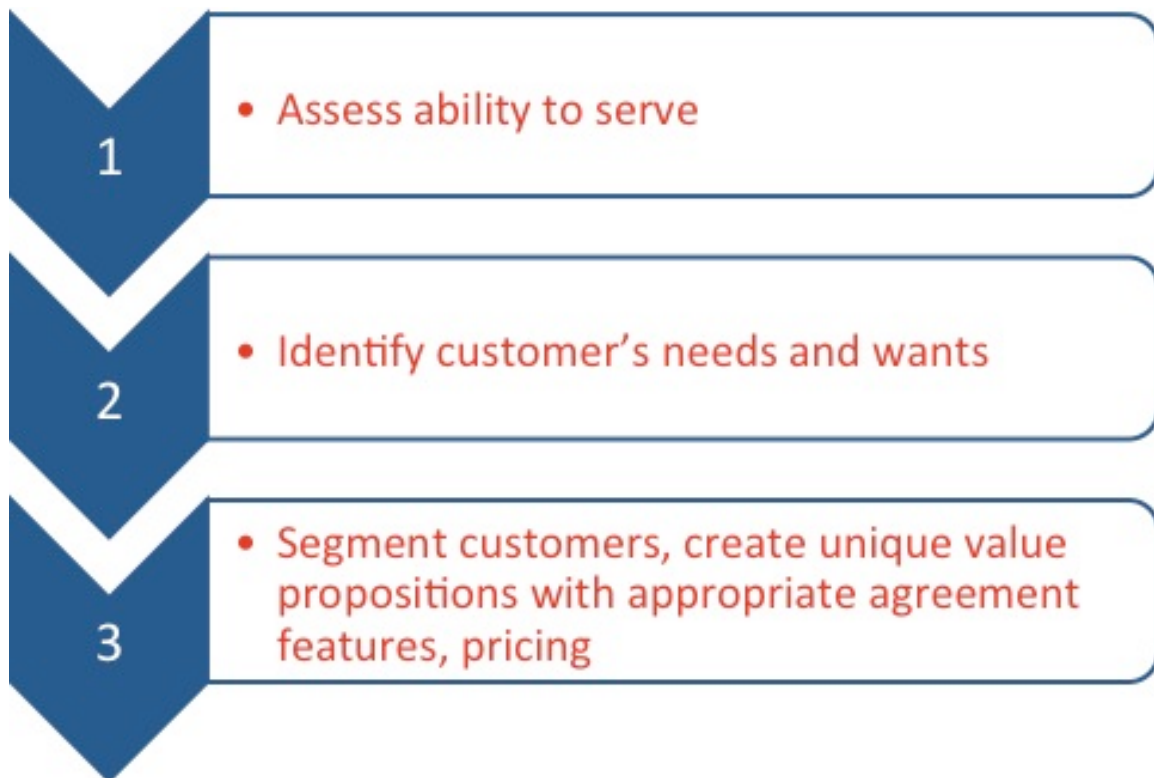 1
• Assess ability to serve
2
• Identify customer’s needs and wants
3
• Segment customers, create unique value
propositions with appropriate agreement
features, pricing